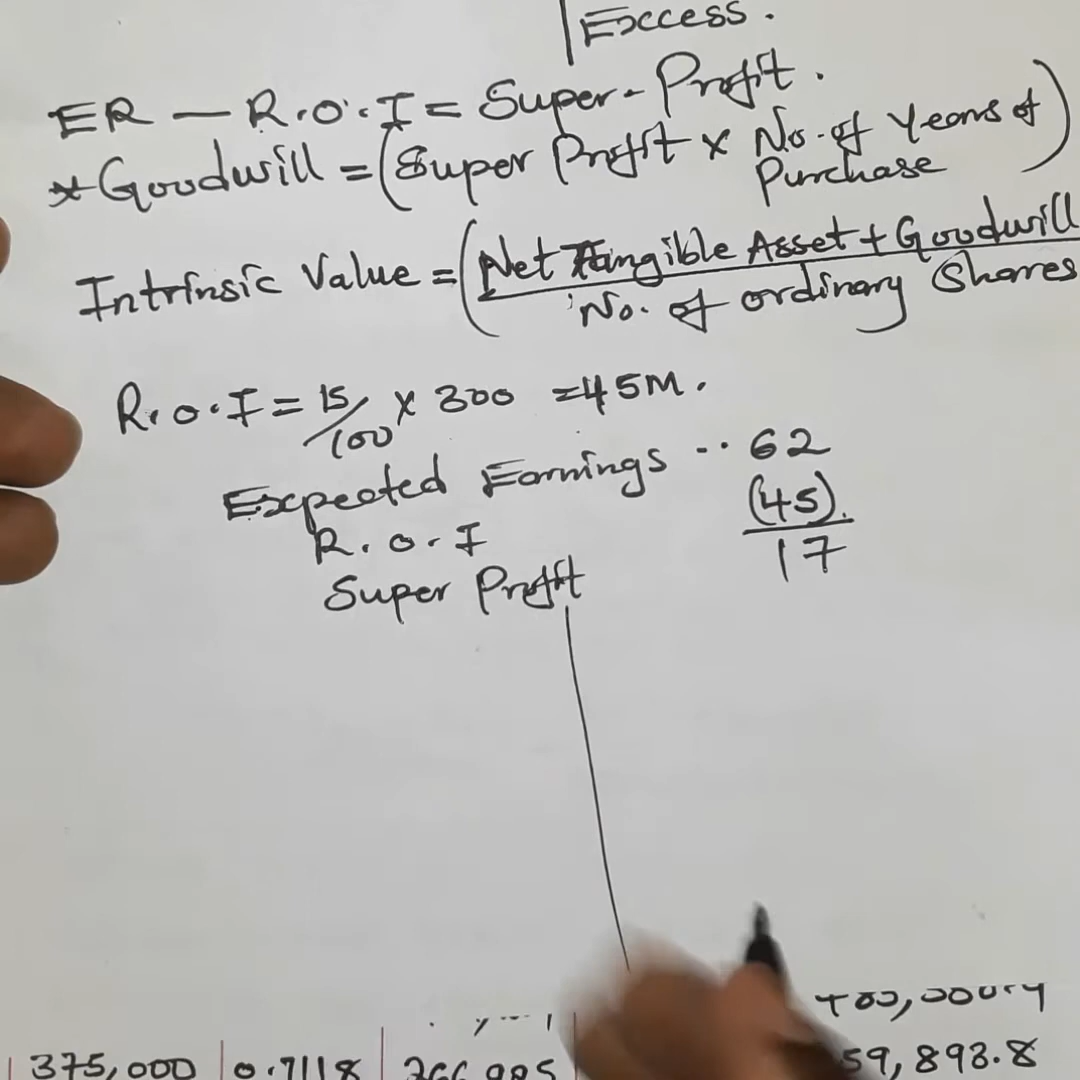 Excess.
ER — R.O.I = Super-Profit.
*Goodwill = (Super Profit x No. of Years of Purchase)
Intrinsic Value = (Net Tangible Asset + Goodwill
No. of ordinary Shares
R.O.I = 15/100 x 300 = 45M.
Expected Earnings .. 62
R.O.I (45).
Super Profit 17
375,000 0.7118 59,893.8